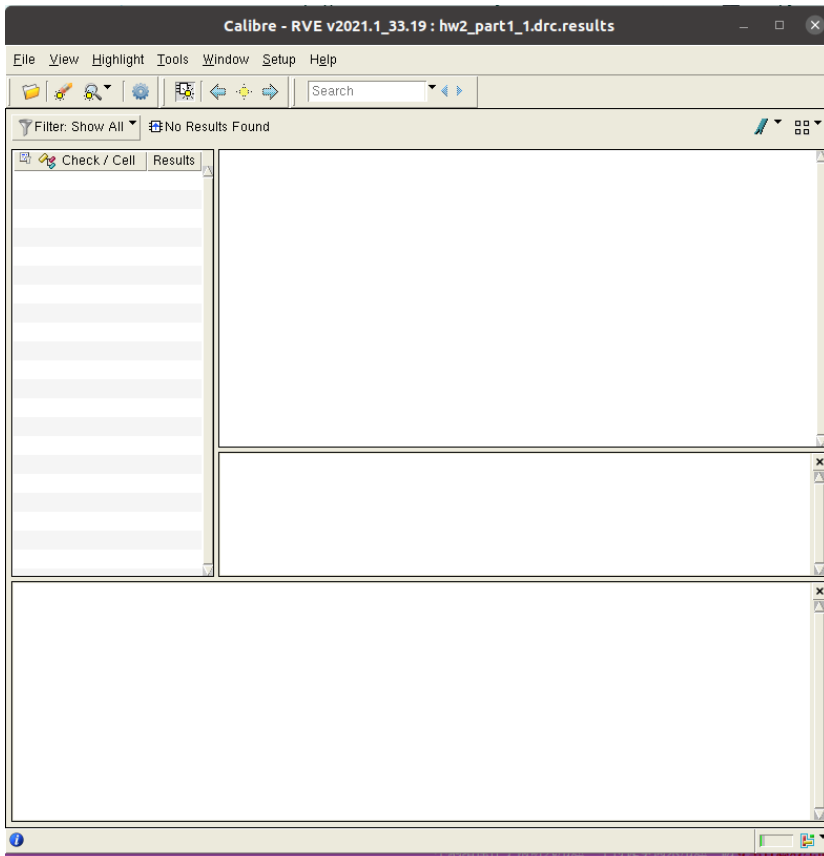 Calibre - RVE v2021.1_33.19 : hw2_part1_1.drc.results
File View Highlight Tools Window Setup Help
Search
Filter: Show All No Results Found
Check / Cell Results